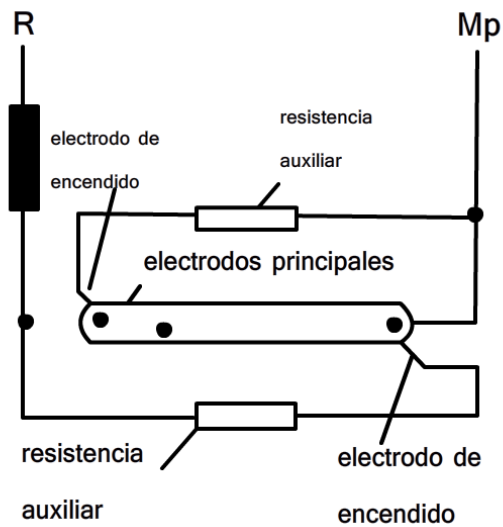 R
Mp
electrodo de
encendido
resistencia
auxiliar
electrodos principales
resistencia
auxiliar
electrodo de
encendido